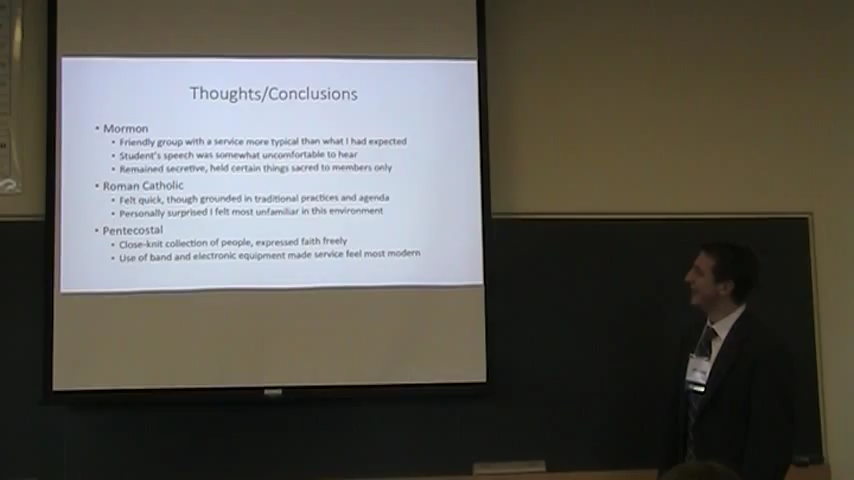 Thoughts/Conclusions
• Mormon
• Friendly group with a service more typical than what I had expected
• Student's speech was somewhat uncomfortable to hear
• Remained secretive, held certain things sacred to members only
• Roman Catholic
• Felt quick, though grounded in traditional practices and agenda
• Personally surprised I felt most unfamiliar in this environment
• Pentecostal
• Close-knit collection of people, expressed faith freely
• Use of band and electronic equipment made service feel most modern